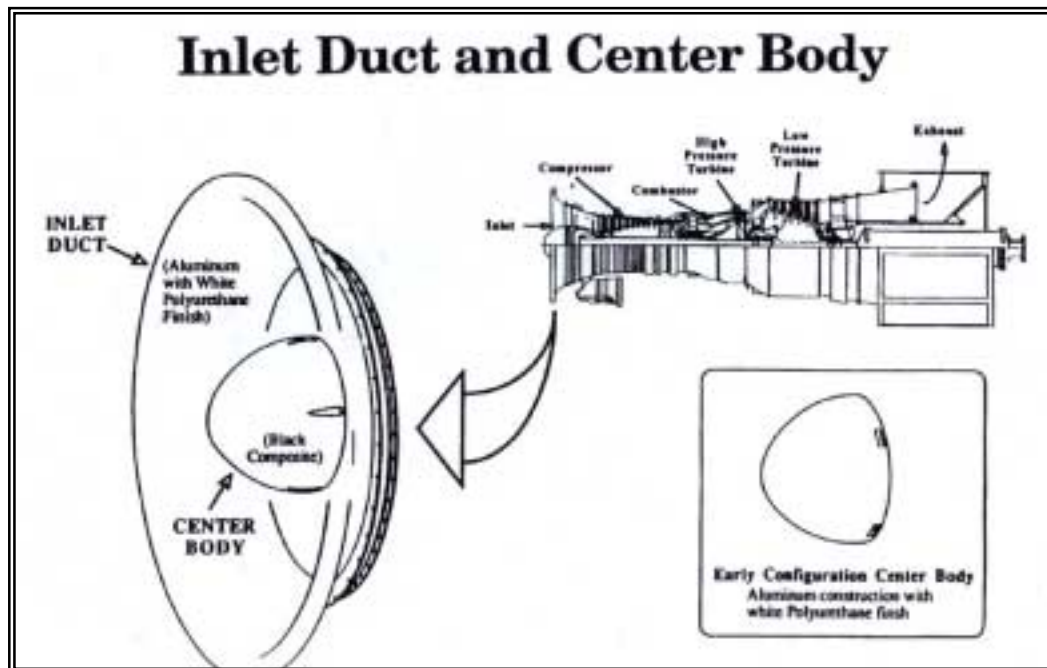 Inlet Duct and Center Body
INLET
DUCT
(Aluminum
with White
Polyurethane
Finish)
(Black
Composite)
CENTER
BODY
Inlet
Compressor
Combustor
High
Pressure
Turbine
Low
Pressure
Turbine
Exhaust
Early Configuration Center Body
Aluminum construction with
white Polyurethane finish